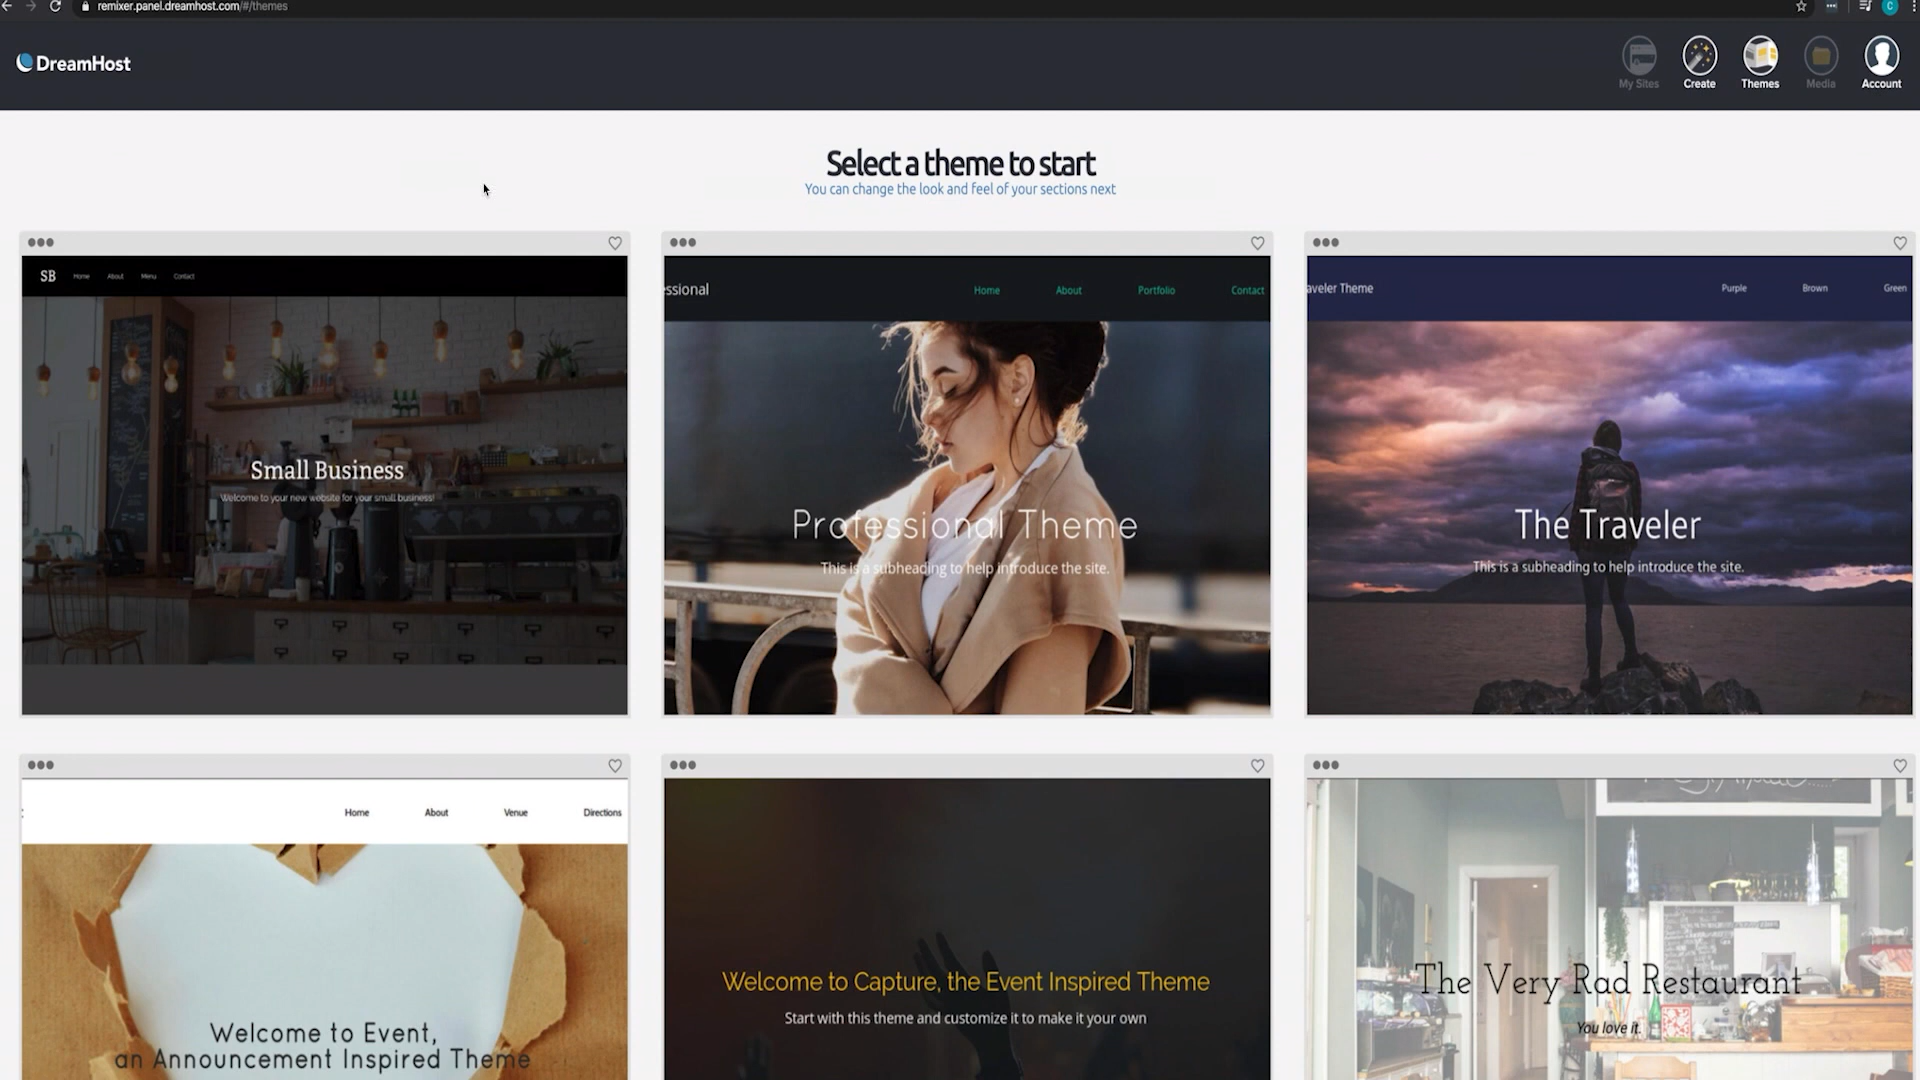 remixer.panel.dreamhost.com/#/themes
C
DreamHost
My Sites
Create
Themes
Media
Account
Select a theme to start
You can change the look and feel of your sections next
SB Home About Menu Contact
Small Business
Welcome to your new website for your small business!
ssional Home About Portfolio Contact
Professional Theme
This is a subheading to help introduce the site.
aveler Theme Purple Brown Green
The Traveler
This is a subheading to help introduce the site.
Home About Venue Directions
Welcome to Event,
an Announcement Inspired Theme
Welcome to Capture, the Event Inspired Theme
Start with this theme and customize it to make it your own
The Very Rad Restaurant
You love it.